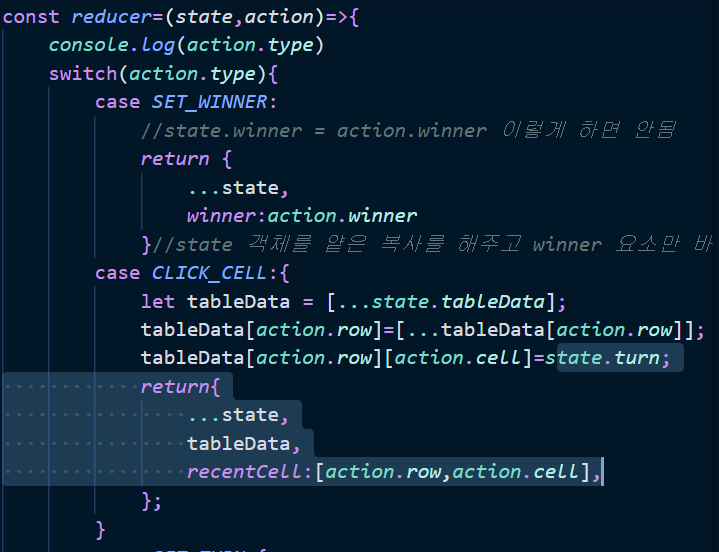 const reducer=(state,action)=>{
console.log(action.type)
switch(action.type){
case SET_WINNER:
//state.winner = action.winner 이렇게 하면 안됨
return {
...state,
winner:action.winner
}//state 객체를 얕은 복사를 해주고 winner 요소만 바
case CLICK_CELL:{
let tableData = [...state.tableData];
tableData[action.row]=[...tableData[action.row]];
tableData[action.row][action.cell]=state.turn;
return{
...state,
tableData,
recentCell:[action.row,action.cell],
};
}